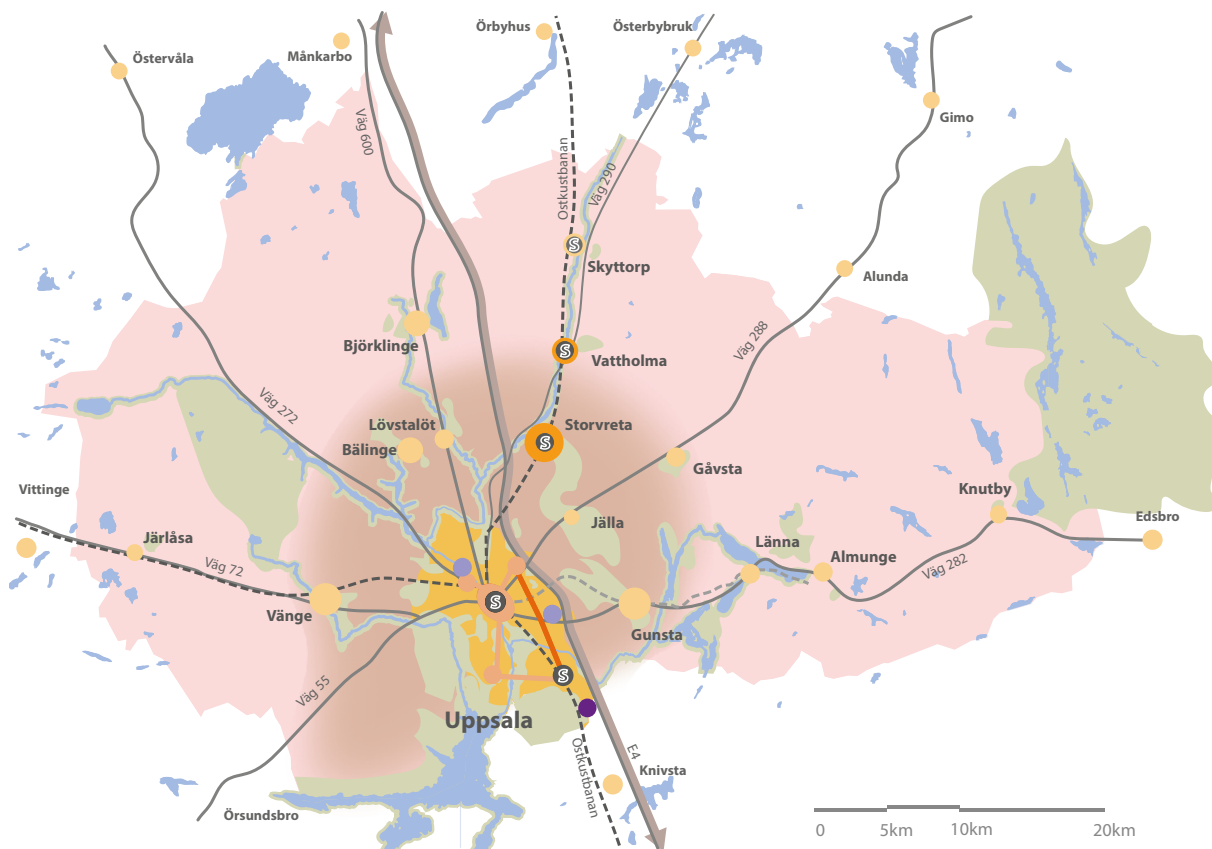 Örbyhus
Österbybruk
Månkarbo
Östervåla
Gimo
Väg 600
Ostkustbanan
Väg 290
S
Skyttorp
Alunda
Björklinge
S
Vattholma
Väg 288
Väg 272
Lövstalöt
Storvreta
Bälinge
S
Gåvsta
Vittinge
Knutby
Edsbro
Jälla
Järlåsa
Länna
Almunge
Väg 72
Väg 282
Vänge
S
Gunsta
Väg 55
S
Uppsala
E4
Ostkustbanan
Knivsta
Örsundsbro
0 5km 10km 20km